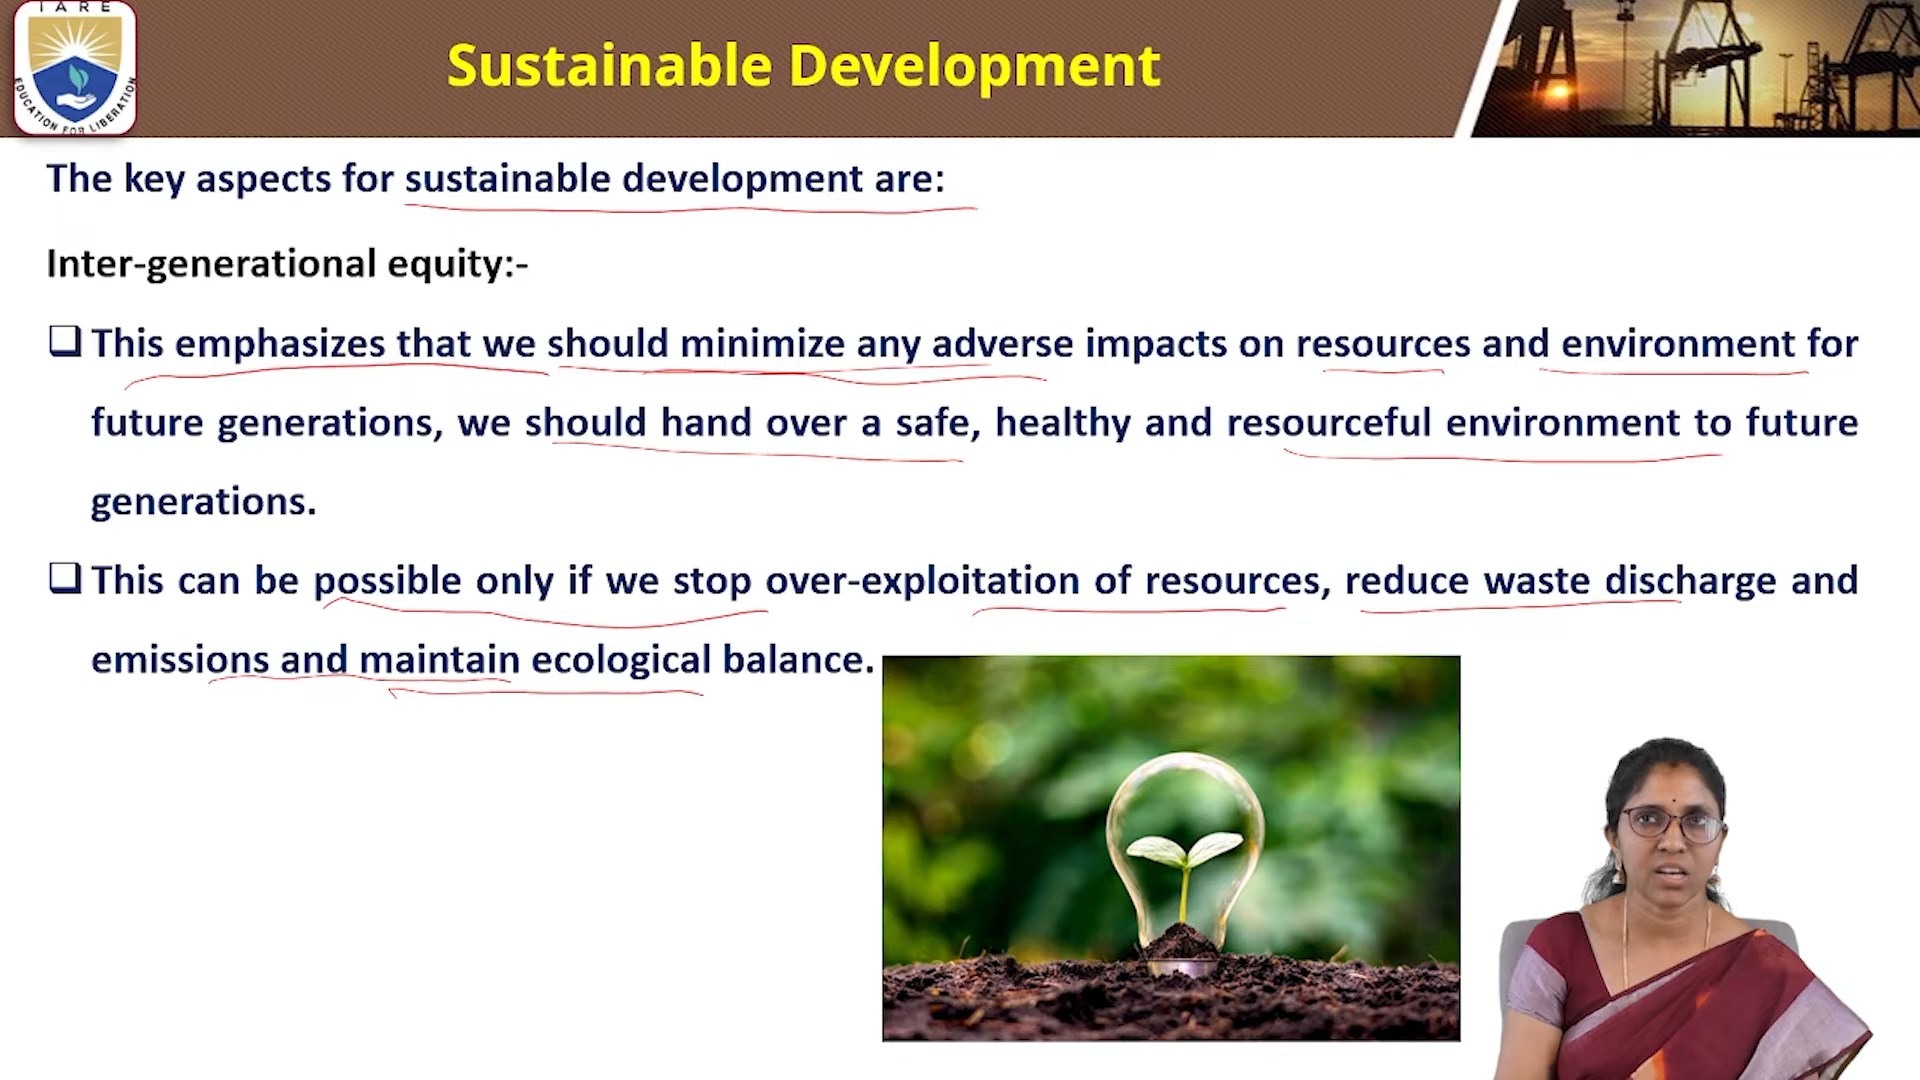 IARE
EDUCATION FOR LIBERATION
Sustainable Development
The key aspects for sustainable development are:
Inter-generational equity:-
This emphasizes that we should minimize any adverse impacts on resources and environment for
future generations, we should hand over a safe, healthy and resourceful environment to future
generations.
This can be possible only if we stop over-exploitation of resources, reduce waste discharge and
emissions and maintain ecological balance.